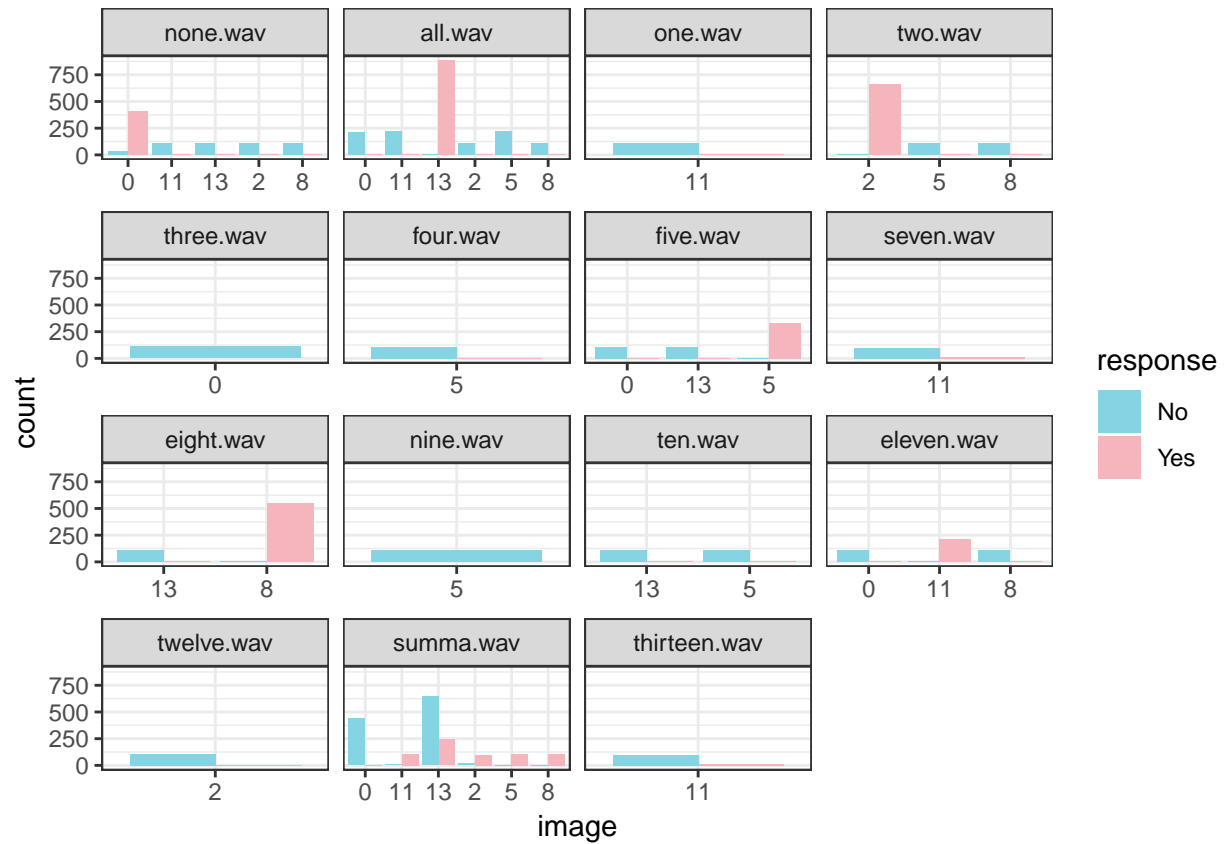 none.wav all.wav one.wav two.wav
750
500
250
0
0 11 13 2 8 0 11 13 2 5 8 11 2 5 8
three.wav four.wav five.wav seven.wav
750
500
250
0
0 5 0 13 5 11
eight.wav nine.wav ten.wav eleven.wav
750
500
250
0
13 8 5 13 5 0 11 8
twelve.wav summa.wav thirteen.wav
750
500
250
0
2 0 11 13 2 5 8 11
count
image
response
No
Yes